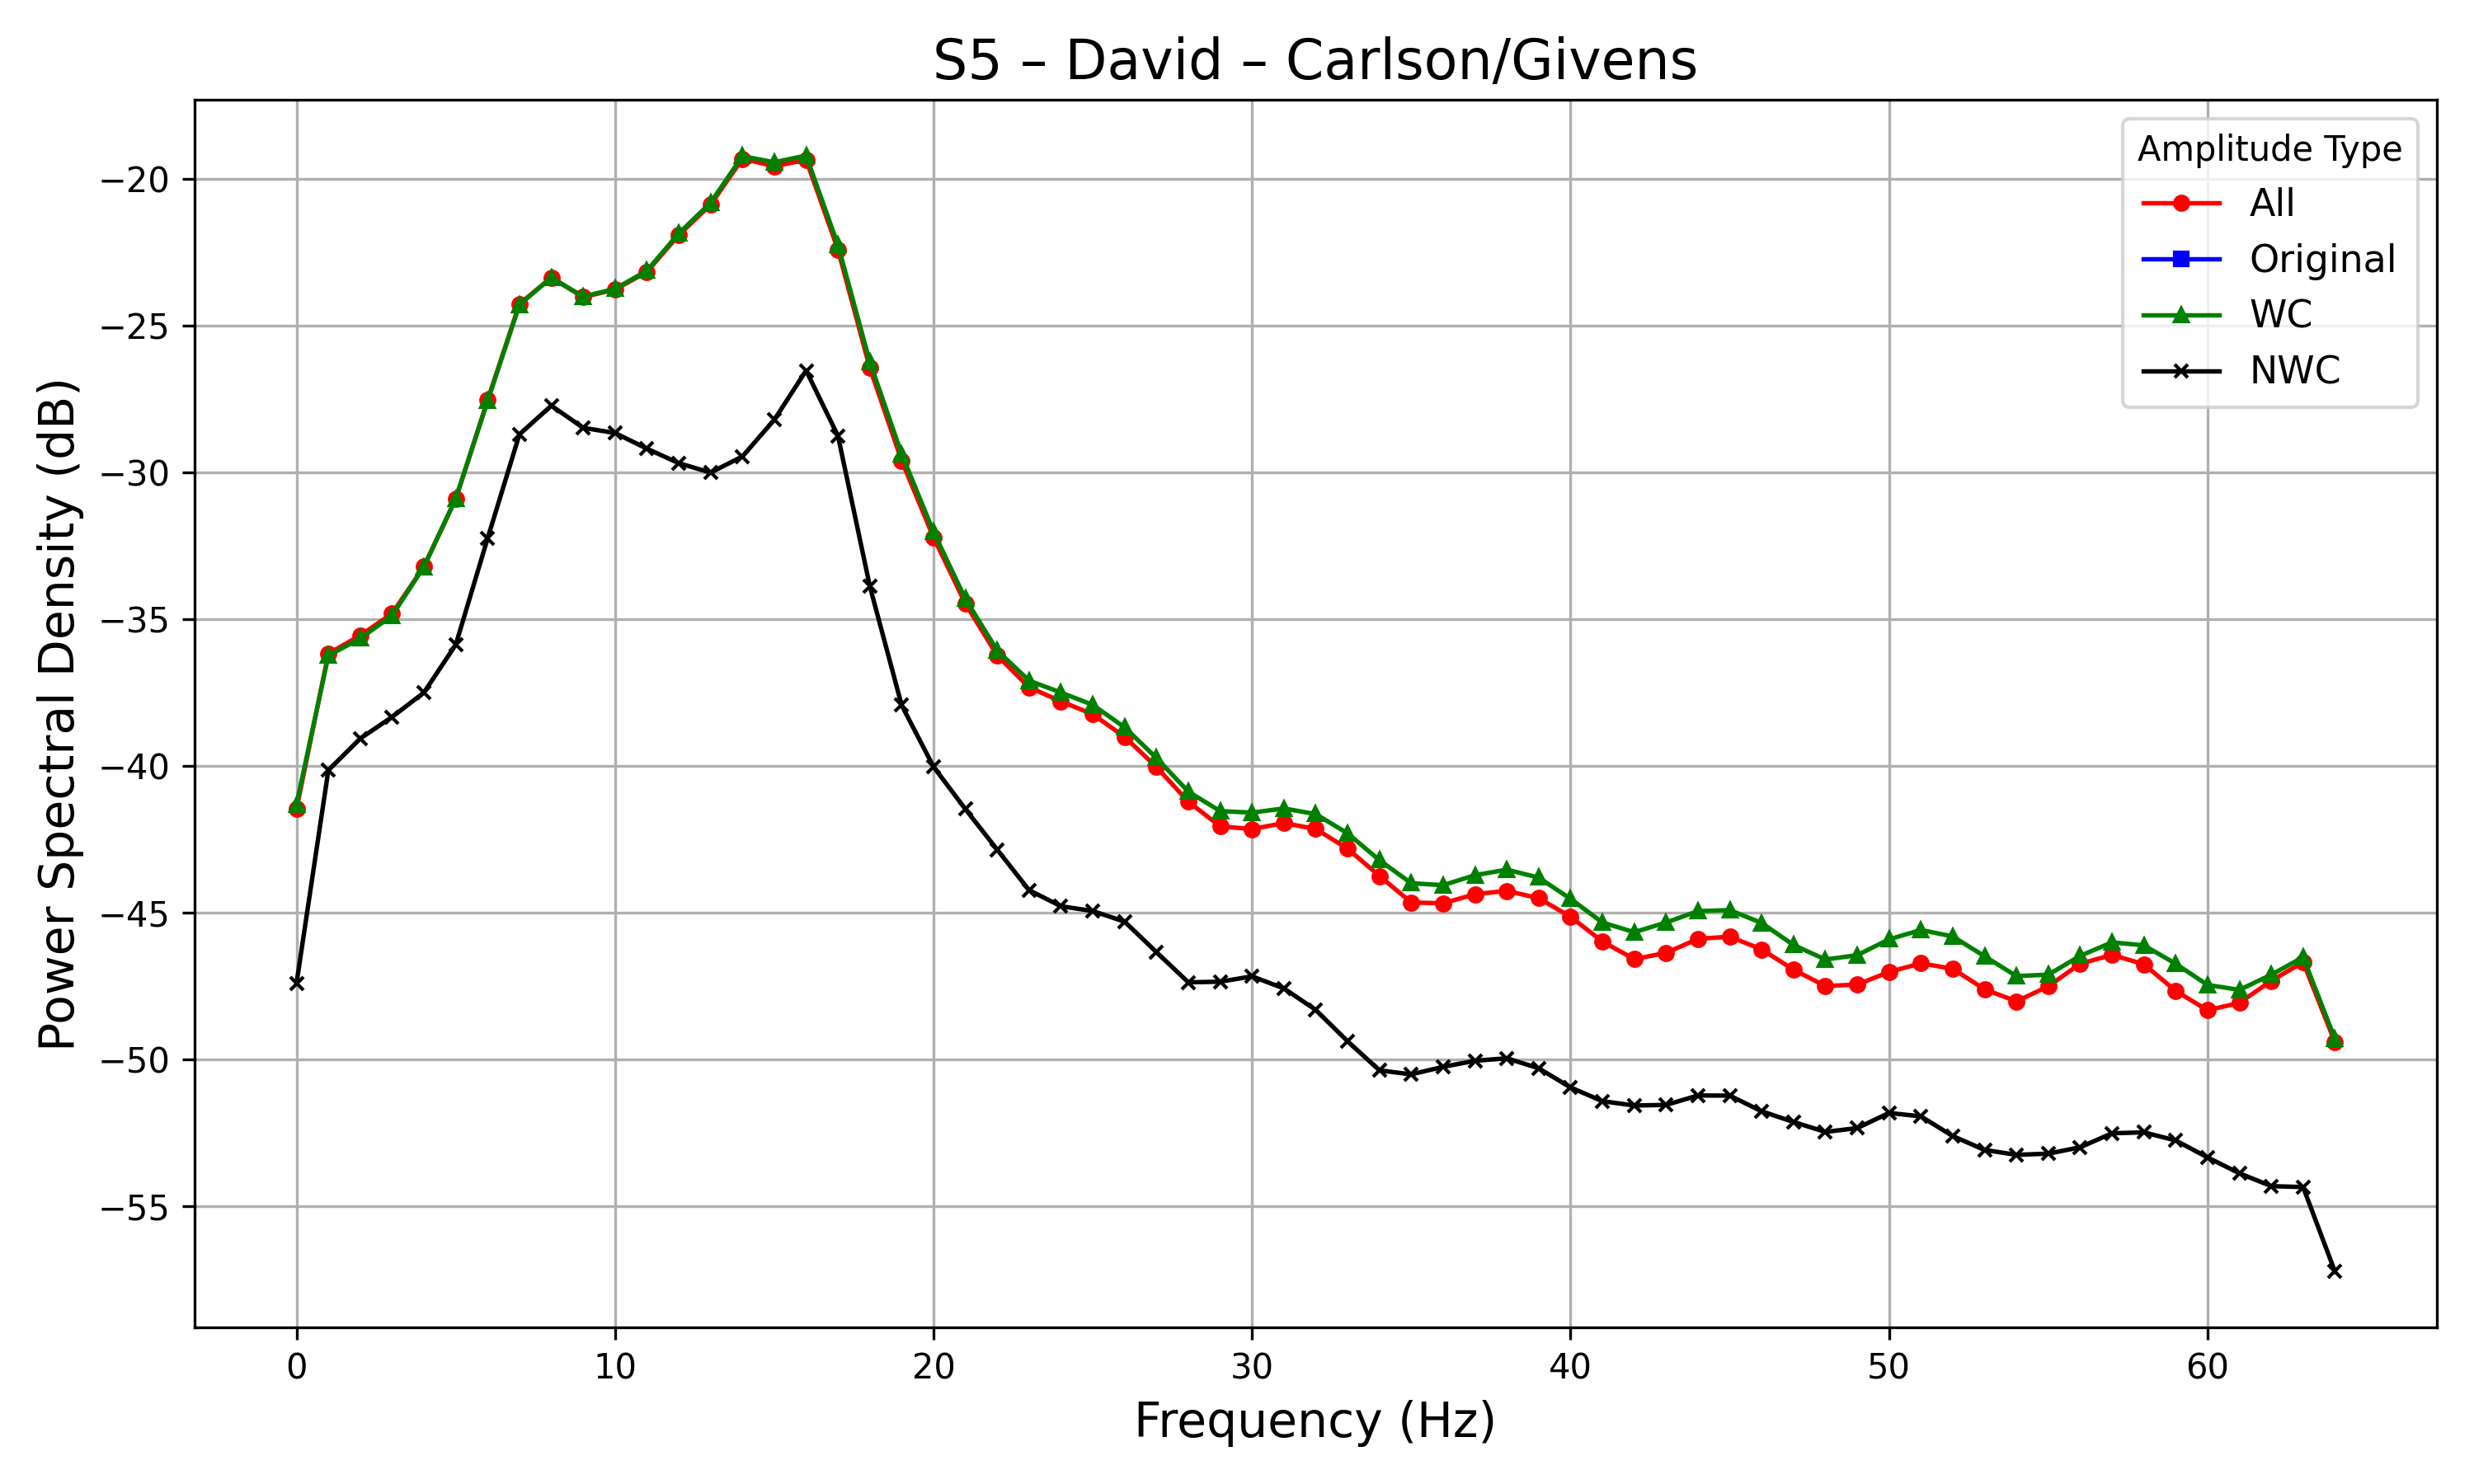 S5 – David – Carlson/Givens
Power Spectral Density (dB)
−20
−25
−30
−35
−40
−45
−50
−55
Amplitude Type
All
Original
WC
NWC
0 10 20 30 40 50 60
Frequency (Hz)